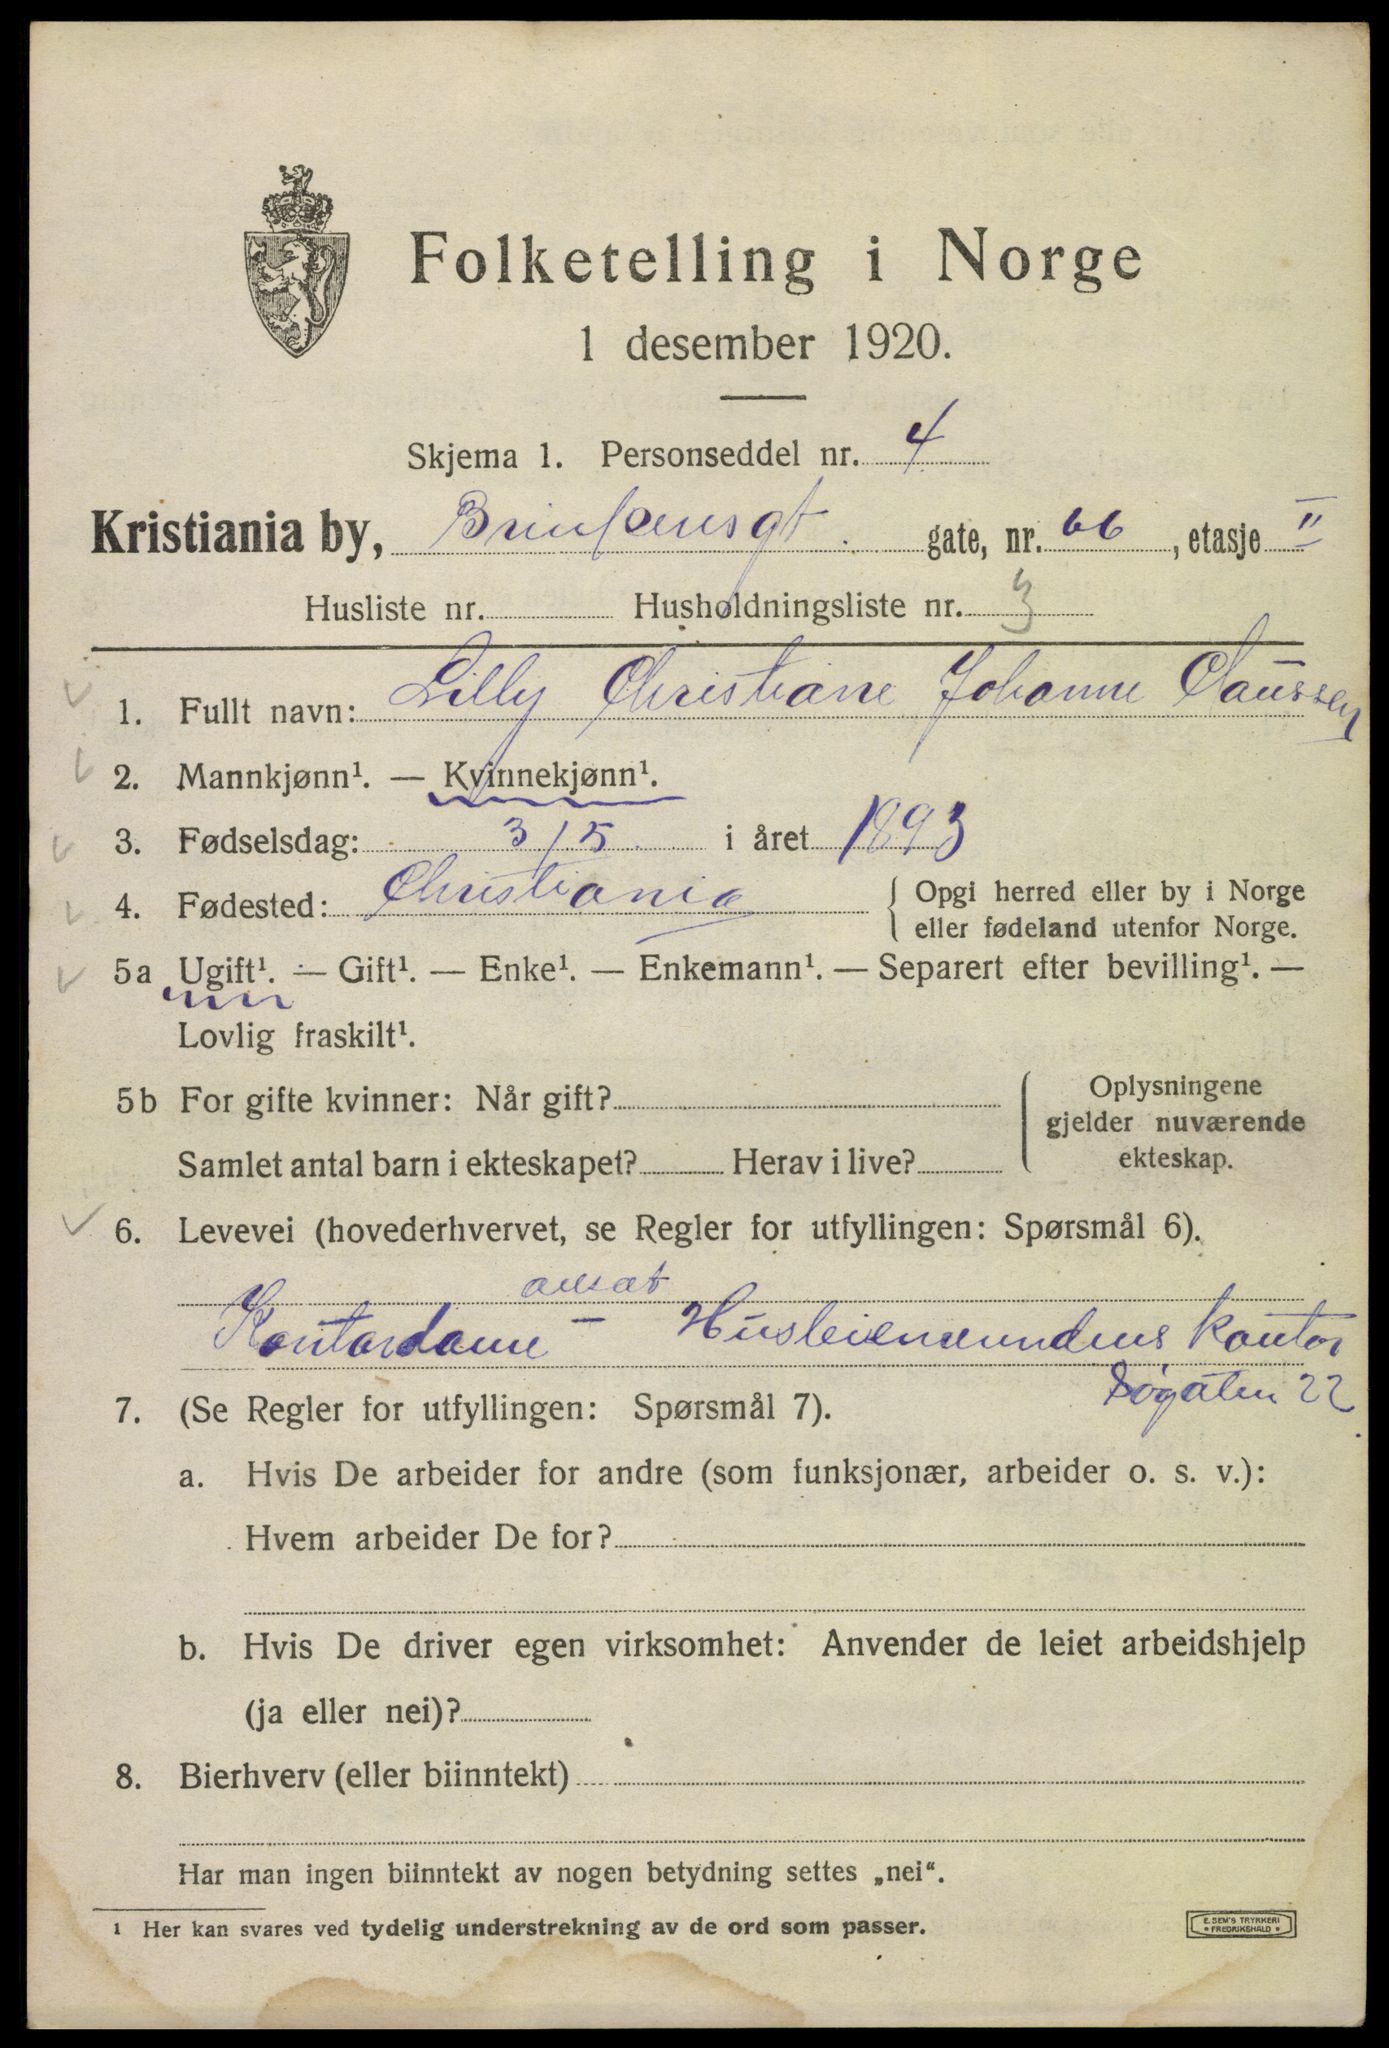 Folketelling i Norge
1 desember 1920.
Skjema 1. Personseddel nr. 4
Kristiania by, Brinkensgt. gate, nr. 66, etasje II
Husliste nr. Husholdningsliste nr. 3
1. Fullt navn: Lilly Christiane Johanne Claussen
2. Mannkjønn¹. — Kvinnekjønn¹.
3. Fødselsdag: 3/5 i året 1893
4. Fødested: Christiania { Opgi herred eller by i Norge
eller fødeland utenfor Norge.
5a Ugift¹. — Gift¹. — Enke¹. — Enkemann¹. — Separert efter bevilling¹. —
Lovlig fraskilt¹.
5b For gifte kvinner: Når gift? Oplysningene
gjelder nuværende
Samlet antal barn i ekteskapet? Herav i live? ekteskap.
6. Levevei (hovederhvervet, se Regler for utfyllingen: Spørsmål 6).
ansat
Kontordame — Husleienevndens kontor
Søgaten 22
7. (Se Regler for utfyllingen: Spørsmål 7).
a. Hvis De arbeider for andre (som funksjonær, arbeider o. s. v.):
Hvem arbeider De for?
b. Hvis De driver egen virksomhet: Anvender de leiet arbeidshjelp
(ja eller nei)?
8. Bierhverv (eller biinntekt)
Har man ingen biinntekt av nogen betydning settes „nei“.
¹ Her kan svares ved tydelig understrekning av de ord som passer.
E. SEM'S TRYKKERI
• FREDRIKSHALD •